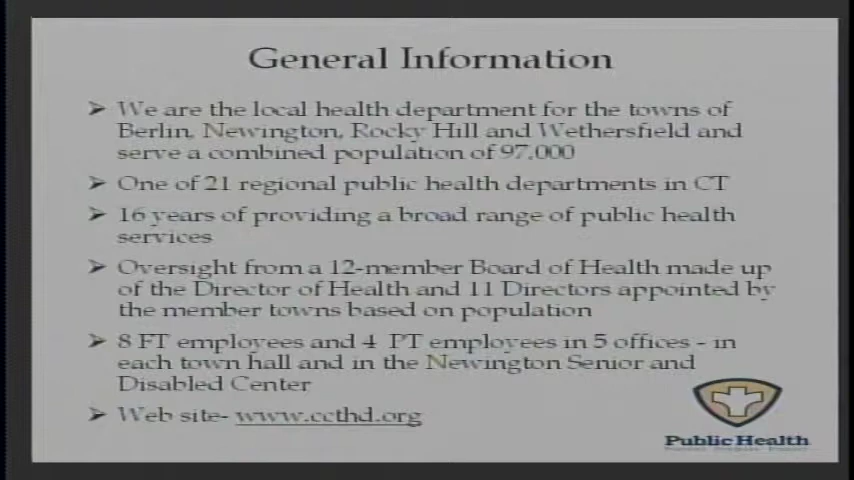 General Information
➢ We are the local health department for the towns of
Berlin, Newington, Rocky Hill and Wethersfield and
serve a combined population of 97,000
➢ One of 21 regional public health departments in CT
➢ 16 years of providing a broad range of public health
services
➢ Oversight from a 12-member Board of Health made up
of the Director of Health and 11 Directors appointed by
the member towns based on population
➢ 8 FT employees and 4 PT employees in 5 offices - in
each town hall and in the Newington Senior and
Disabled Center
➢ Web site- www.ccthd.org
Public Health